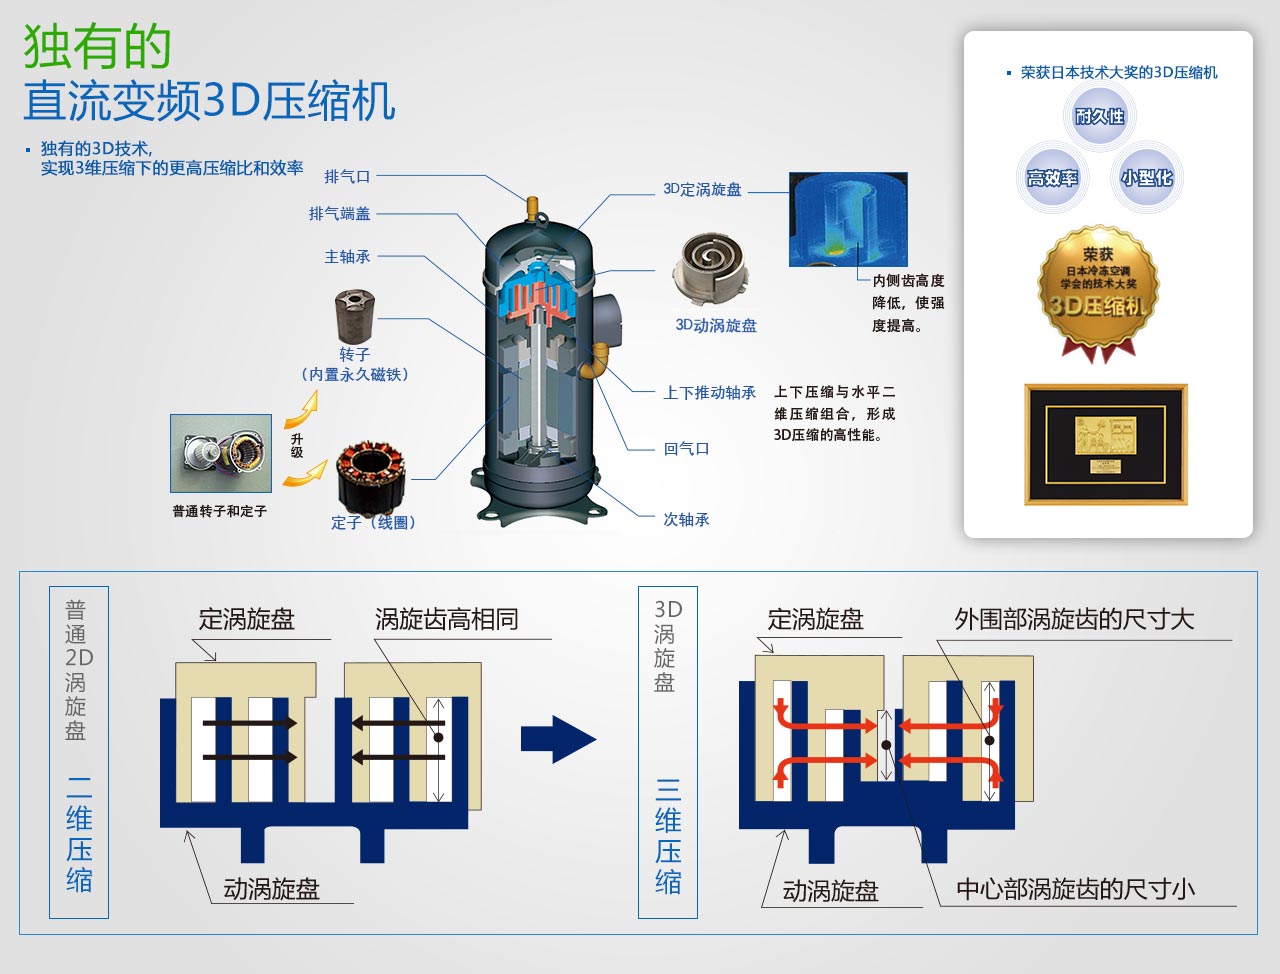 独有的
直流变频3D压缩机
独有的3D技术,
实现3维压缩下的更高压缩比和效率
排气口
排气端盖
主轴承
转子
（内置永久磁铁）
升
级
普通转子和定子
定子（线圈）
3D定涡旋盘
3D动涡旋盘
内侧齿高度
降低，使强
度提高。
上下推动轴承
上下压缩与水平二
维压缩组合，形成
3D压缩的高性能。
回气口
次轴承
荣获日本技术大奖的3D压缩机
耐久性
高效率
小型化
荣获
日本冷冻空调
学会的技术大奖
3D压缩机
普通2D涡旋盘
二维压缩
定涡旋盘
涡旋齿高相同
动涡旋盘
3D涡旋盘
三维压缩
定涡旋盘
外围部涡旋齿的尺寸大
动涡旋盘
中心部涡旋齿的尺寸小